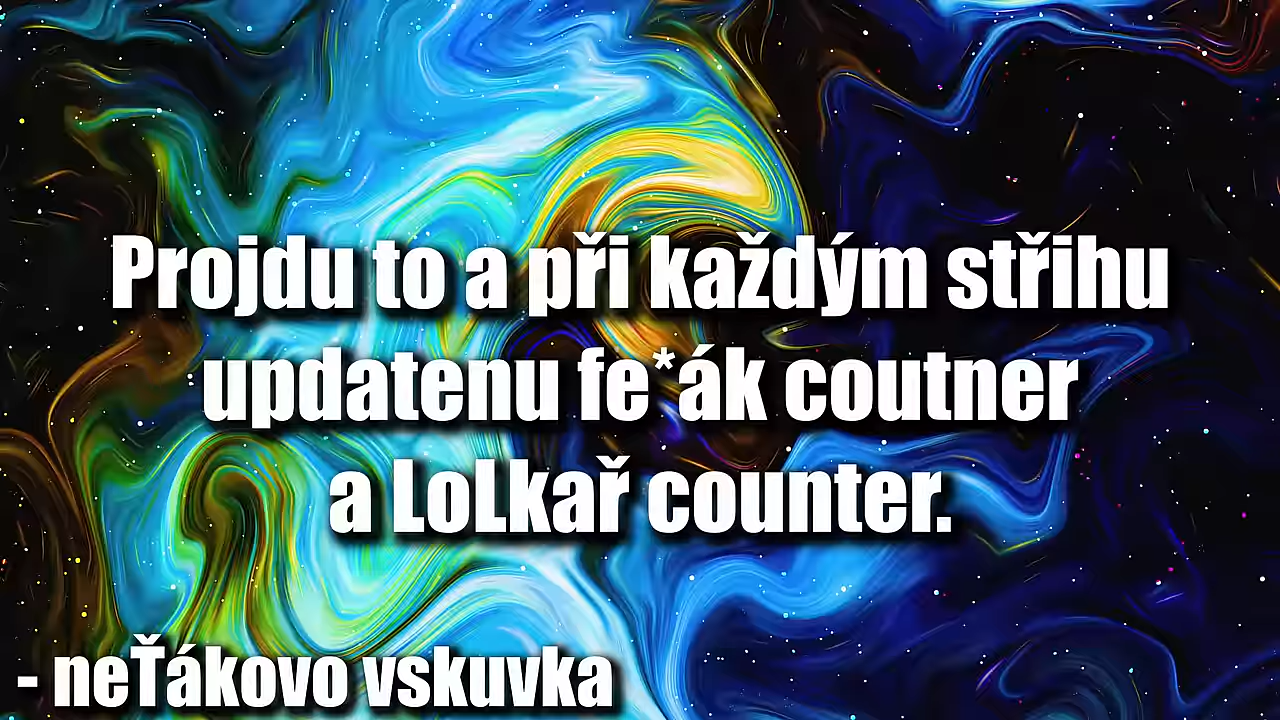 Projdu to a při každým střihu
updatenu fe*ák coutner
a LoLkař counter.
- neŤákovo vskuvka